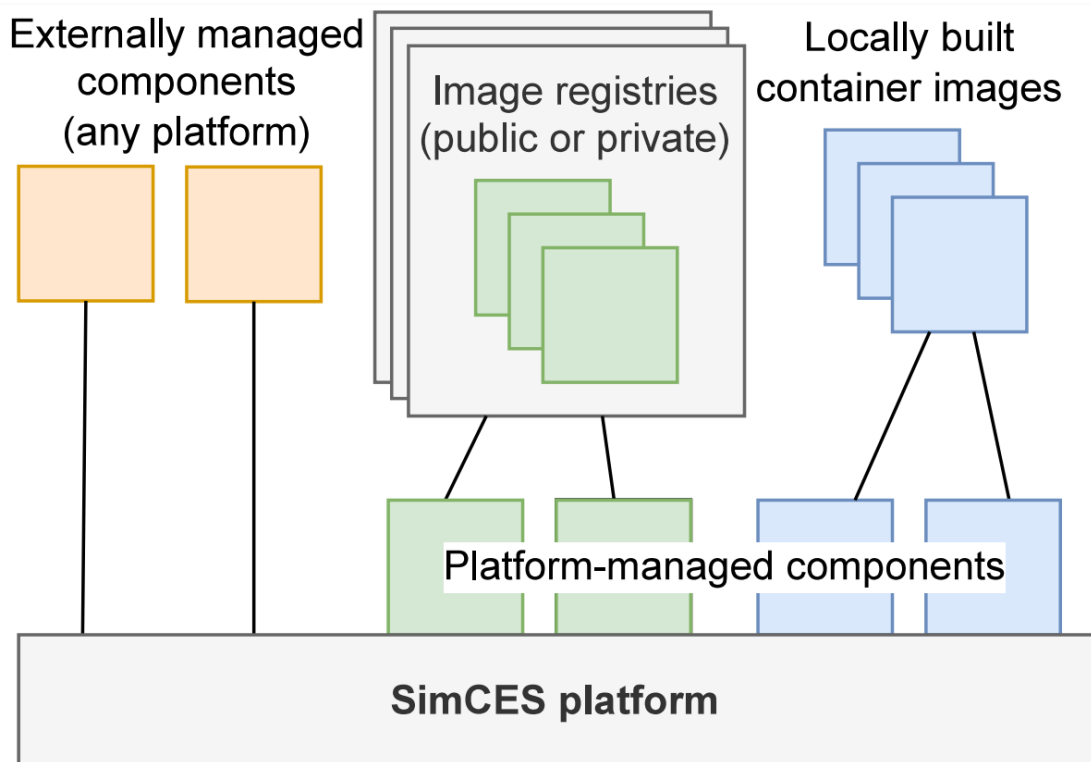 Externally managed
components
(any platform)
Image registries
(public or private)
Locally built
container images
Platform-managed components
SimCES platform